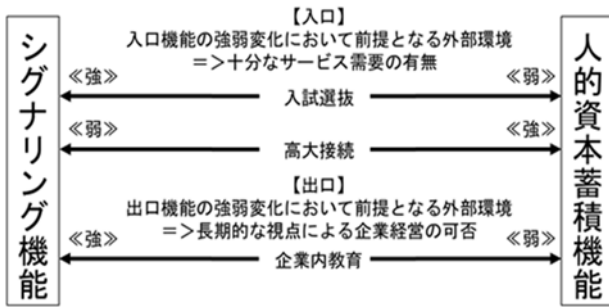 シグナリング機能
【入口】
入口機能の強弱変化において前提となる外部環境
＝＞十分なサービス需要の有無
≪強≫
≪弱≫
入試選抜
≪弱≫
≪強≫
高大接続
【出口】
出口機能の強弱変化において前提となる外部環境
＝＞長期的な視点による企業経営の可否
≪強≫
≪弱≫
企業内教育
人的資本蓄積機能